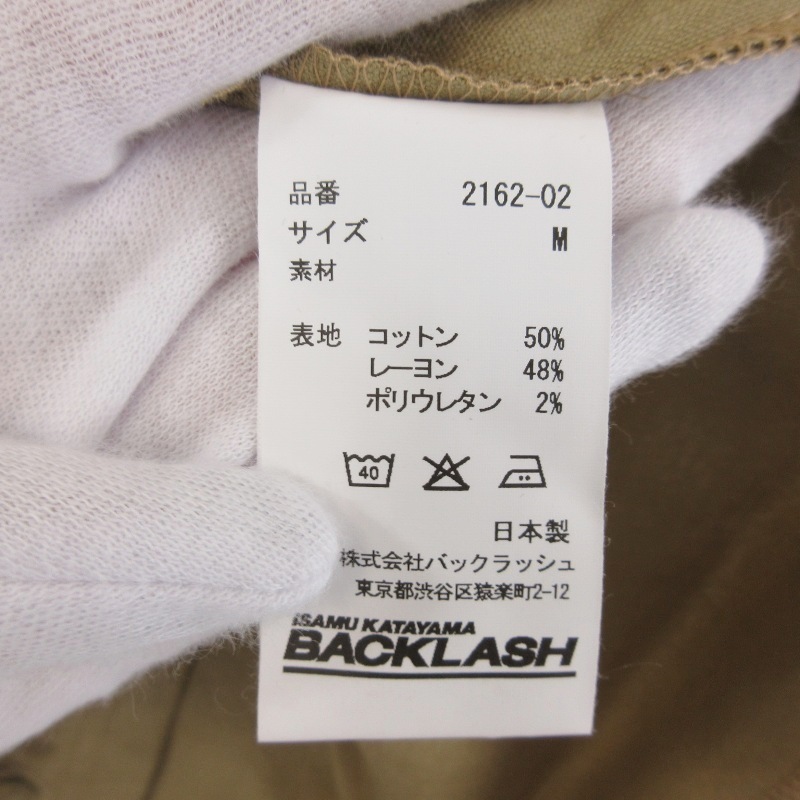 品番 2162-02
サイズ M
素材
表地 コットン 50%
レーヨン 48%
ポリウレタン 2%
40
日本製
株式会社バックラッシュ
東京都渋谷区猿楽町2-12
ISAMU KATAYAMA
BACKLASH